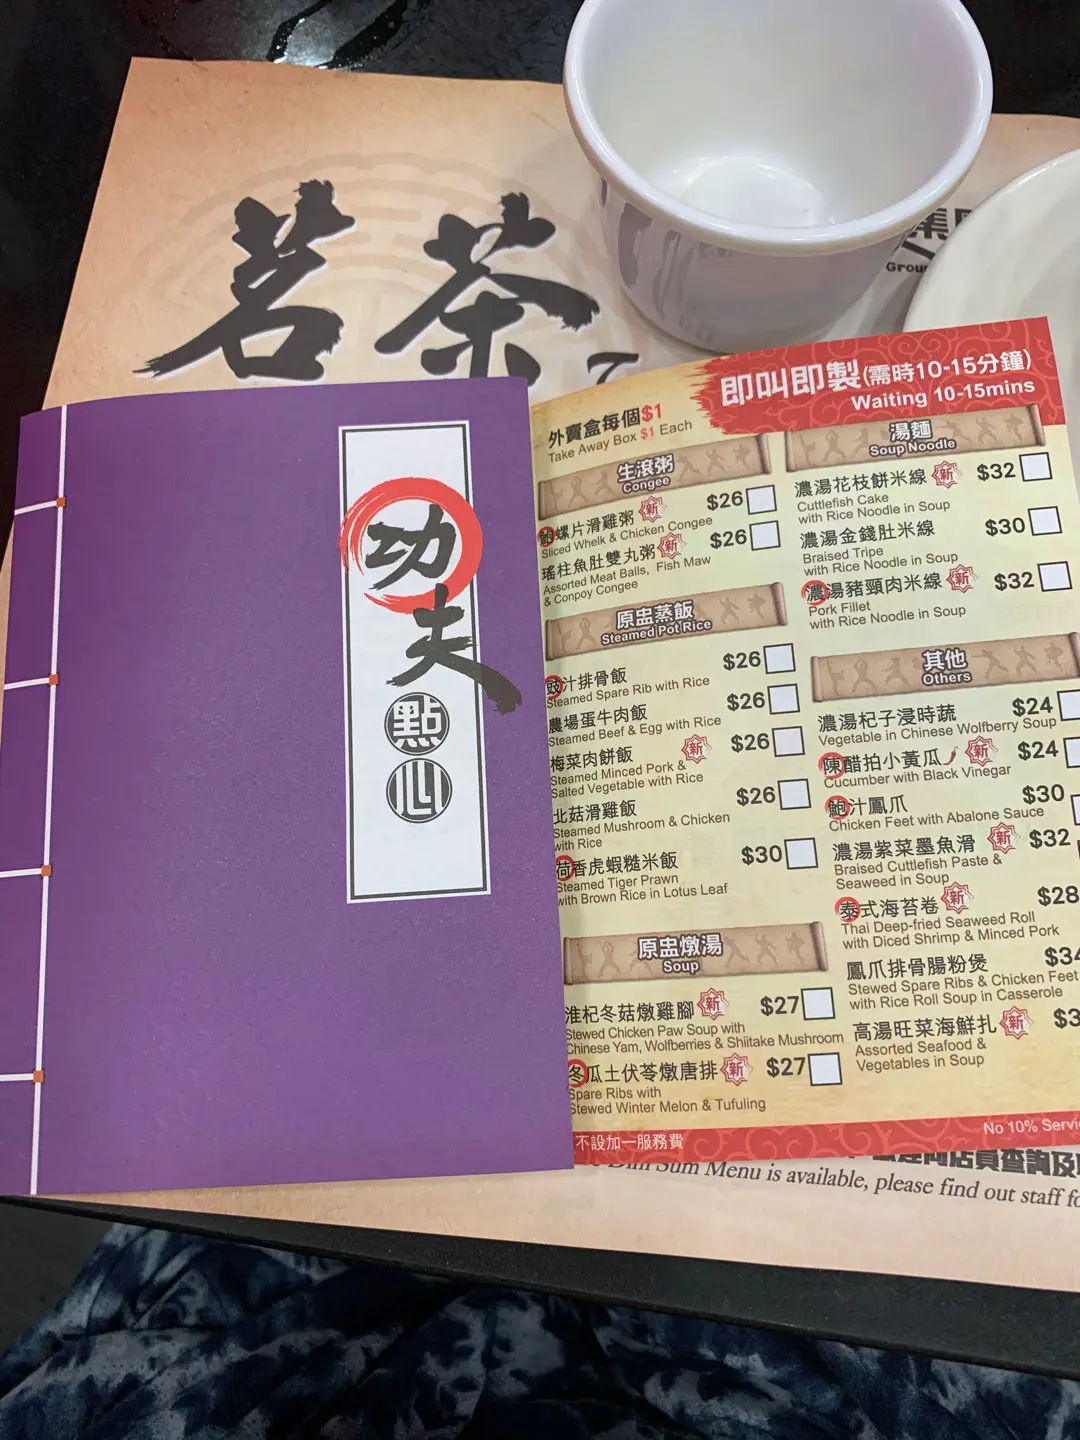 茗茶
Grou
功夫
點心
外賣盒每個$1
Take Away Box $1 Each
即叫即製(需時10-15分鐘)
Waiting 10-15mins
生滾粥
Congee
鮑螺片滑雞粥 新 $26
Sliced Whelk & Chicken Congee
瑤柱魚肚雙丸粥 新 $26
Assorted Meat Balls, Fish Maw
& Conpoy Congee
原盅蒸飯
Steamed Pot Rice
豉汁排骨飯 $26
Steamed Spare Rib with Rice
農場蛋牛肉飯 $26
Steamed Beef & Egg with Rice
梅菜肉餅飯 新 $26
Steamed Minced Pork &
Salted Vegetable with Rice
北菇滑雞飯 $26
Steamed Mushroom & Chicken
with Rice
荷香虎蝦糙米飯 $30
Steamed Tiger Prawn
with Brown Rice in Lotus Leaf
原盅燉湯
Soup
淮杞冬菇燉雞腳 新 $27
Stewed Chicken Paw Soup with
Chinese Yam, Wolfberries & Shiitake Mushroom
冬瓜土伏苓燉唐排 新 $27
Spare Ribs with
Stewed Winter Melon & Tufuling
湯麵
Soup Noodle
濃湯花枝餅米線 新 $32
Cuttlefish Cake
with Rice Noodle in Soup
濃湯金錢肚米線 $30
Braised Tripe
with Rice Noodle in Soup
濃湯豬頸肉米線 新 $32
Pork Fillet
with Rice Noodle in Soup
其他
Others
濃湯杞子浸時蔬 $24
Vegetable in Chinese Wolfberry Soup
陳醋拍小黃瓜 新 $24
Cucumber with Black Vinegar
鮑汁鳳爪 $30
Chicken Feet with Abalone Sauce
濃湯紫菜墨魚滑 新 $32
Braised Cuttlefish Paste &
Seaweed in Soup
泰式海苔卷 新 $28
Thai Deep-fried Seaweed Roll
with Diced Shrimp & Minced Pork
鳳爪排骨腸粉煲 $34
Stewed Spare Ribs & Chicken Feet
with Rice Roll Soup in Casserole
高湯旺菜海鮮扎 新 $3
Assorted Seafood &
Vegetables in Soup
不設加一服務費
No 10% Servi
店員查詢及
Dim Sum Menu is available, please find out staff fo